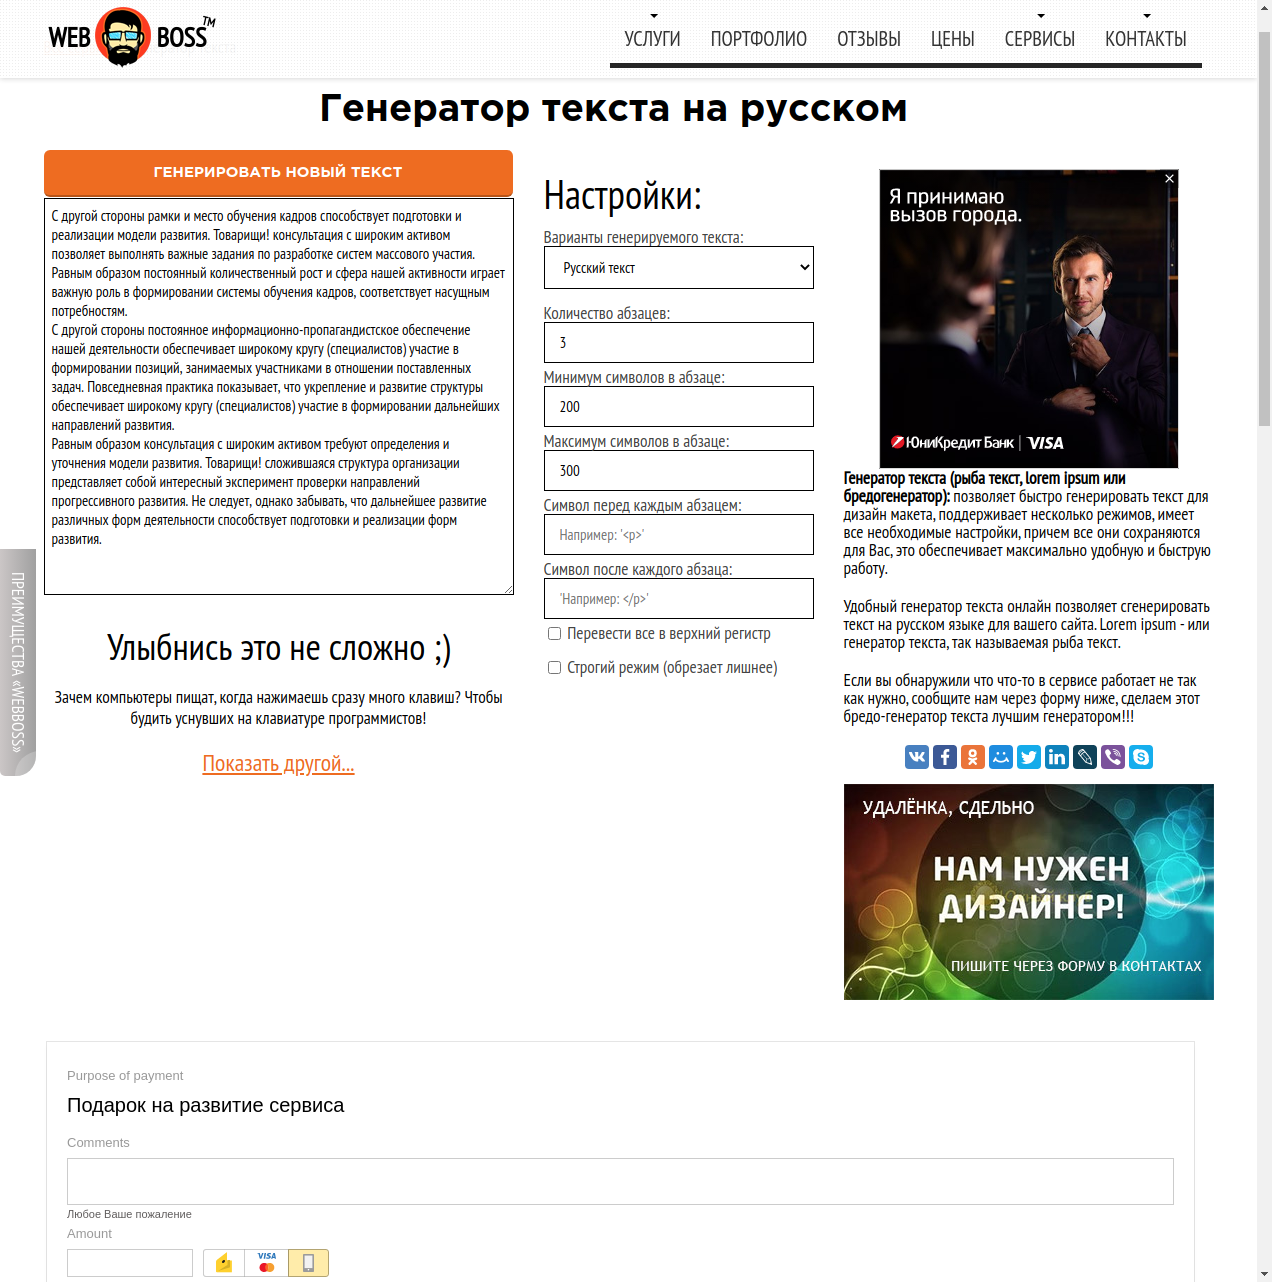 WEB BOSS™
УСЛУГИ ПОРТФОЛИО ОТЗЫВЫ ЦЕНЫ СЕРВИСЫ КОНТАКТЫ
Генератор текста на русском
ГЕНЕРИРОВАТЬ НОВЫЙ ТЕКСТ
С другой стороны рамки и место обучения кадров способствует подготовки и
реализации модели развития. Товарищи! консультация с широким активом
позволяет выполнять важные задания по разработке систем массового участия.
Равным образом постоянный количественный рост и сфера нашей активности играет
важную роль в формировании системы обучения кадров, соответствует насущным
потребностям.
С другой стороны постоянное информационно-пропагандистское обеспечение
нашей деятельности обеспечивает широкому кругу (специалистов) участие в
формировании позиций, занимаемых участниками в отношении поставленных
задач. Повседневная практика показывает, что укрепление и развитие структуры
обеспечивает широкому кругу (специалистов) участие в формировании дальнейших
направлений развития.
Равным образом консультация с широким активом требуют определения и
уточнения модели развития. Товарищи! сложившаяся структура организации
представляет собой интересный эксперимент проверки направлений
прогрессивного развития. Не следует, однако забывать, что дальнейшее развитие
различных форм деятельности способствует подготовки и реализации форм
развития.
Улыбнись это не сложно ;)
Зачем компьютеры пищат, когда нажимаешь сразу много клавиш? Чтобы
будить уснувших на клавиатуре программистов!
Показать другой...
ПРЕИМУЩЕСТВА «WEBBOSS»
Настройки:
Варианты генерируемого текста:
Русский текст
Количество абзацев:
3
Минимум символов в абзаце:
200
Максимум символов в абзаце:
300
Символ перед каждым абзацем:
Например: '<p>'
Символ после каждого абзаца:
'Например: </p>'
Перевести все в верхний регистр
Строгий режим (обрезает лишнее)
Я принимаю
вызов города.
ЮниКредит Банк | VISA
Генератор текста (рыба текст, lorem ipsum или
бредогенератор): позволяет быстро генерировать текст для
дизайн макета, поддерживает несколько режимов, имеет
все необходимые настройки, причем все они сохраняются
для Вас, это обеспечивает максимально удобную и быструю
работу.
Удобный генератор текста онлайн позволяет сгенерировать
текст на русском языке для вашего сайта. Lorem ipsum - или
генератор текста, так называемая рыба текст.
Если вы обнаружили что что-то в сервисе работает не так
как нужно, сообщите нам через форму ниже, сделаем этот
бредо-генератор текста лучшим генератором!!!
УДАЛЁНКА, СДЕЛЬНО
НАМ НУЖЕН
ДИЗАЙНЕР!
ПИШИТЕ ЧЕРЕЗ ФОРМУ В КОНТАКТАХ
Purpose of payment
Подарок на развитие сервиса
Comments
Любое Ваше пожалание
Amount
VISA